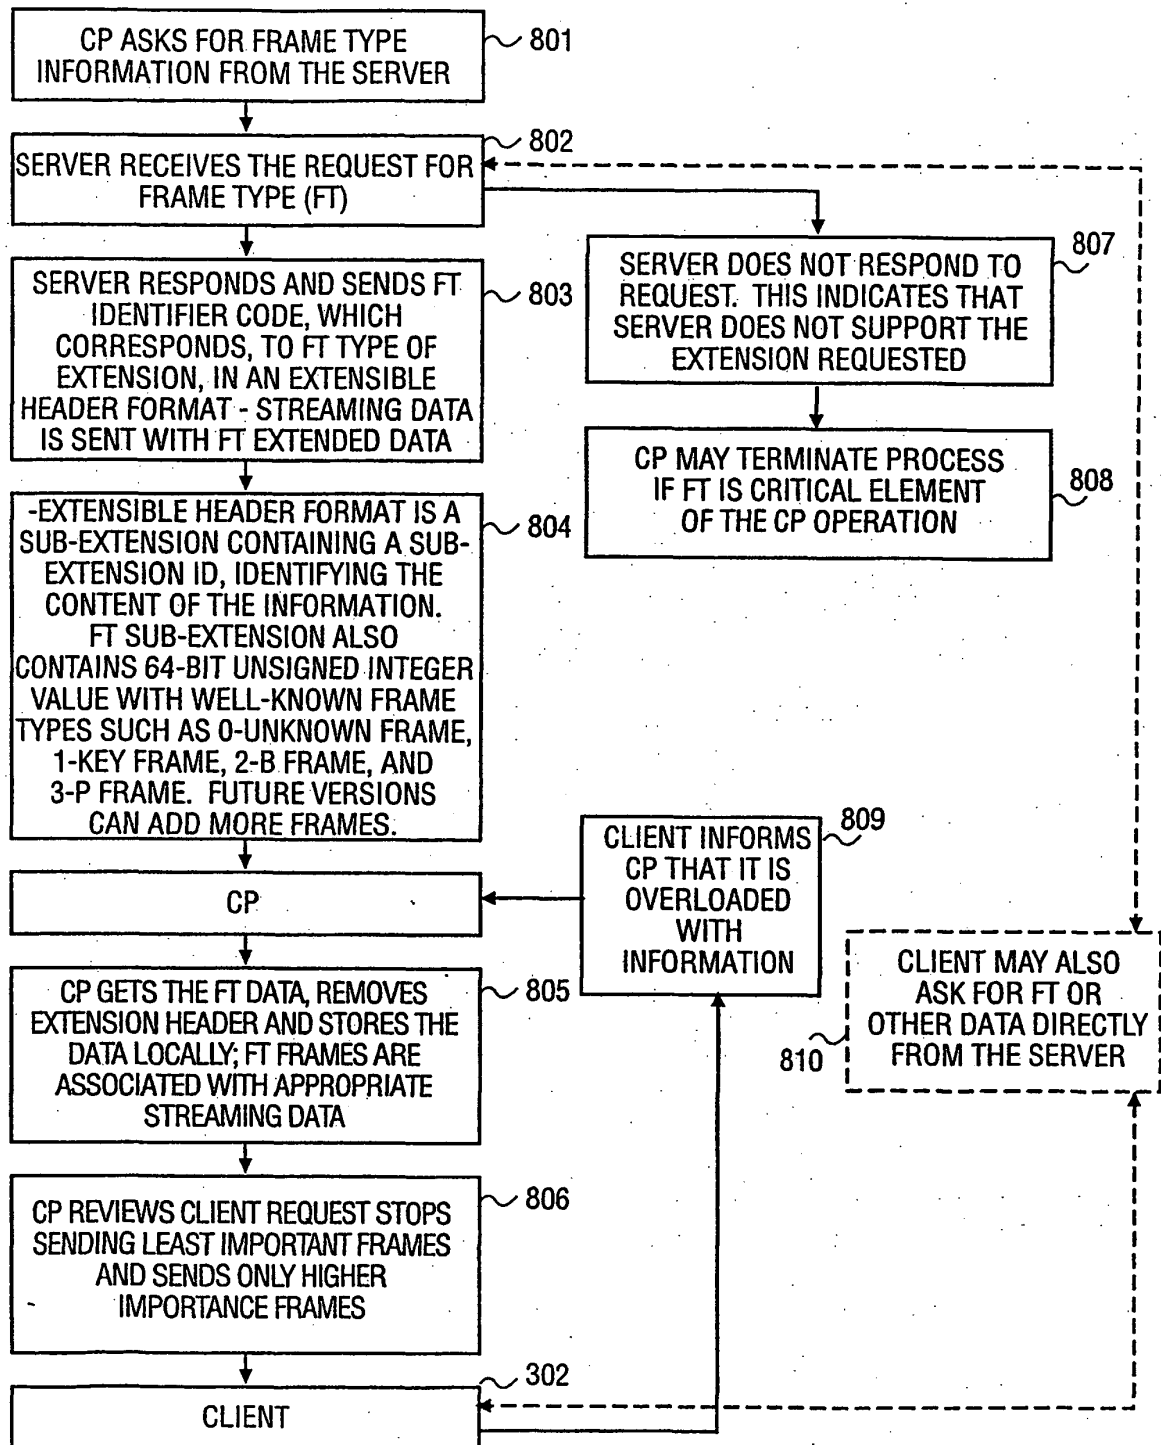 CP ASKS FOR FRAME TYPE
INFORMATION FROM THE SERVER
801
SERVER RECEIVES THE REQUEST FOR
FRAME TYPE (FT)
802
SERVER RESPONDS AND SENDS FT
IDENTIFIER CODE, WHICH
CORRESPONDS, TO FT TYPE OF
EXTENSION, IN AN EXTENSIBLE
HEADER FORMAT - STREAMING DATA
IS SENT WITH FT EXTENDED DATA
803
SERVER DOES NOT RESPOND TO
REQUEST. THIS INDICATES THAT
SERVER DOES NOT SUPPORT THE
EXTENSION REQUESTED
807
CP MAY TERMINATE PROCESS
IF FT IS CRITICAL ELEMENT
OF THE CP OPERATION
808
-EXTENSIBLE HEADER FORMAT IS A
SUB-EXTENSION CONTAINING A SUB-
EXTENSION ID, IDENTIFYING THE
CONTENT OF THE INFORMATION.
FT SUB-EXTENSION ALSO
CONTAINS 64-BIT UNSIGNED INTEGER
VALUE WITH WELL-KNOWN FRAME
TYPES SUCH AS 0-UNKNOWN FRAME,
1-KEY FRAME, 2-B FRAME, AND
3-P FRAME. FUTURE VERSIONS
CAN ADD MORE FRAMES.
804
CP
CLIENT INFORMS
CP THAT IT IS
OVERLOADED
WITH
INFORMATION
809
CLIENT MAY ALSO
ASK FOR FT OR
OTHER DATA DIRECTLY
FROM THE SERVER
810
CP GETS THE FT DATA, REMOVES
EXTENSION HEADER AND STORES THE
DATA LOCALLY; FT FRAMES ARE
ASSOCIATED WITH APPROPRIATE
STREAMING DATA
805
CP REVIEWS CLIENT REQUEST STOPS
SENDING LEAST IMPORTANT FRAMES
AND SENDS ONLY HIGHER
IMPORTANCE FRAMES
806
CLIENT
302